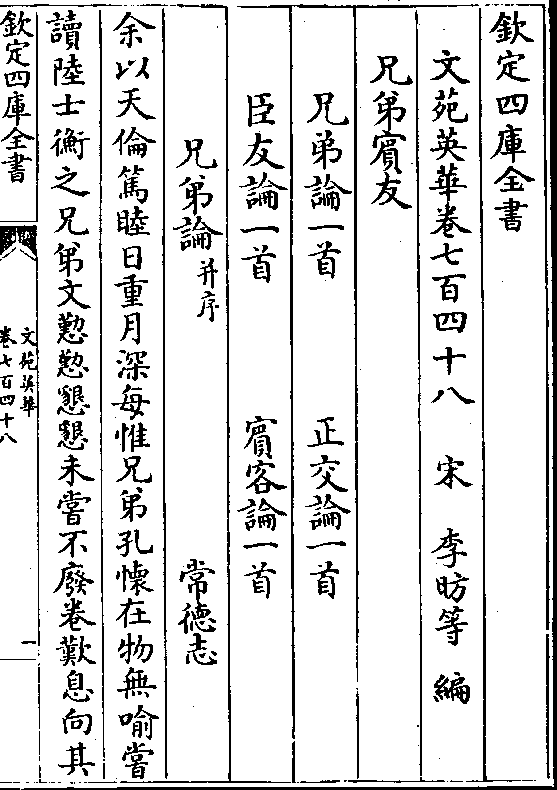 欽定四庫全書
文苑英華卷七百四十八　宋　李昉等　編
兄弟賓友
兄弟論一首　正交論一首
臣友論一首　賓客論一首
兄弟論并序　常德志
余以天倫篤睦日重月深每惟兄弟孔懷在物無喻嘗
讀陸士衡之兄弟文懃懃懇懇未嘗不廢卷歎息向其
欽定四庫全書
文苑英華
卷七百四十八
一